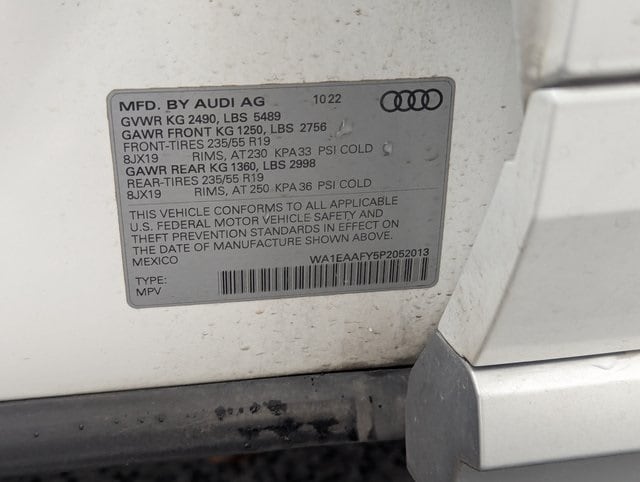 MFD. BY AUDI AG 10 22
GVWR KG 2490, LBS 5489
GAWR FRONT KG 1250, LBS 2756
FRONT-TIRES 235/55 R19
8JX19 RIMS, AT 230 KPA 33 PSI COLD
GAWR REAR KG 1360, LBS 2998
REAR-TIRES 235/55 R19
8JX19 RIMS, AT 250 KPA 36 PSI COLD
THIS VEHICLE CONFORMS TO ALL APPLICABLE
U.S. FEDERAL MOTOR VEHICLE SAFETY AND
THEFT PREVENTION STANDARDS IN EFFECT ON
THE DATE OF MANUFACTURE SHOWN ABOVE.
MEXICO WA1EAAFY5P2052013
TYPE:
MPV